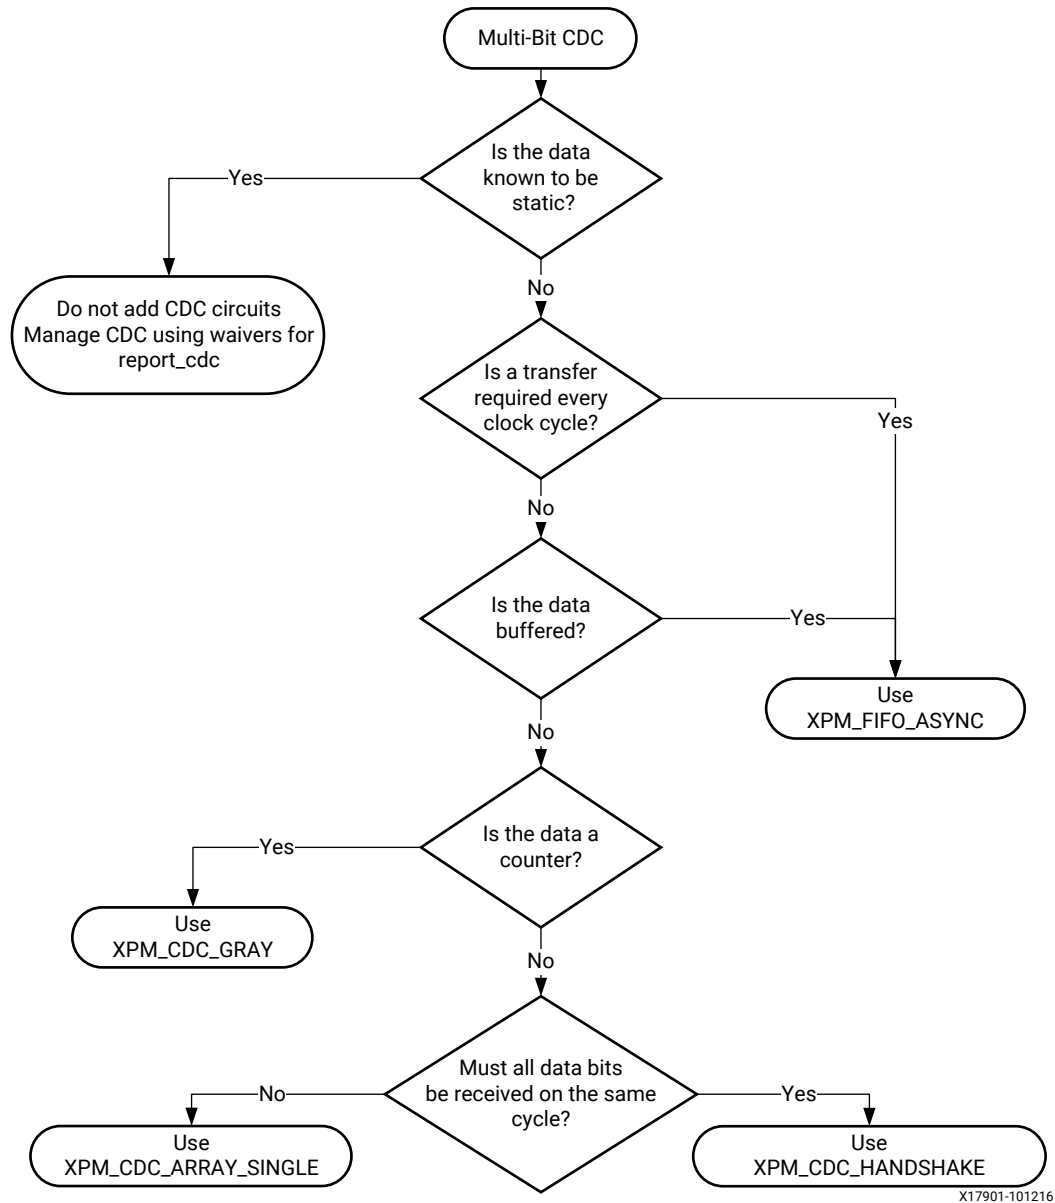 Multi-Bit CDC
Is the data
known to be
static?
Yes
Do not add CDC circuits
Manage CDC using waivers for
report_cdc
No
Is a transfer
required every
clock cycle?
Yes
No
Is the data
buffered?
Yes
Use
XPM_FIFO_ASYNC
No
Is the data a
counter?
Yes
Use
XPM_CDC_GRAY
No
Must all data bits
be received on the same
cycle?
No
Yes
Use
XPM_CDC_ARRAY_SINGLE
Use
XPM_CDC_HANDSHAKE
X17901-101216